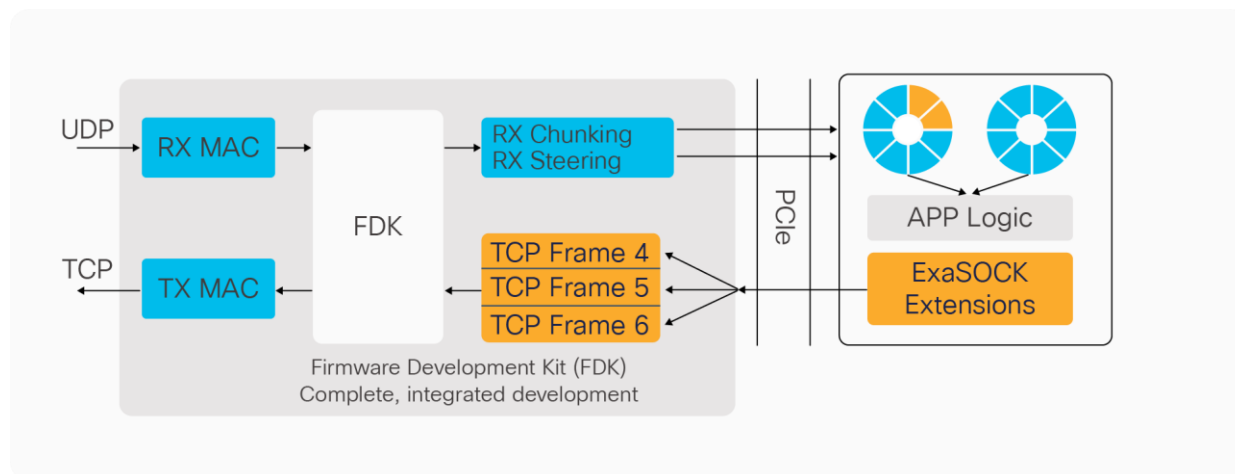 UDP
RX MAC
FDK
RX Chunking
RX Steering
TCP
TX MAC
TCP Frame 4
TCP Frame 5
TCP Frame 6
Firmware Development Kit (FDK)
Complete, integrated development
PCIe
APP Logic
ExaSOCK
Extensions